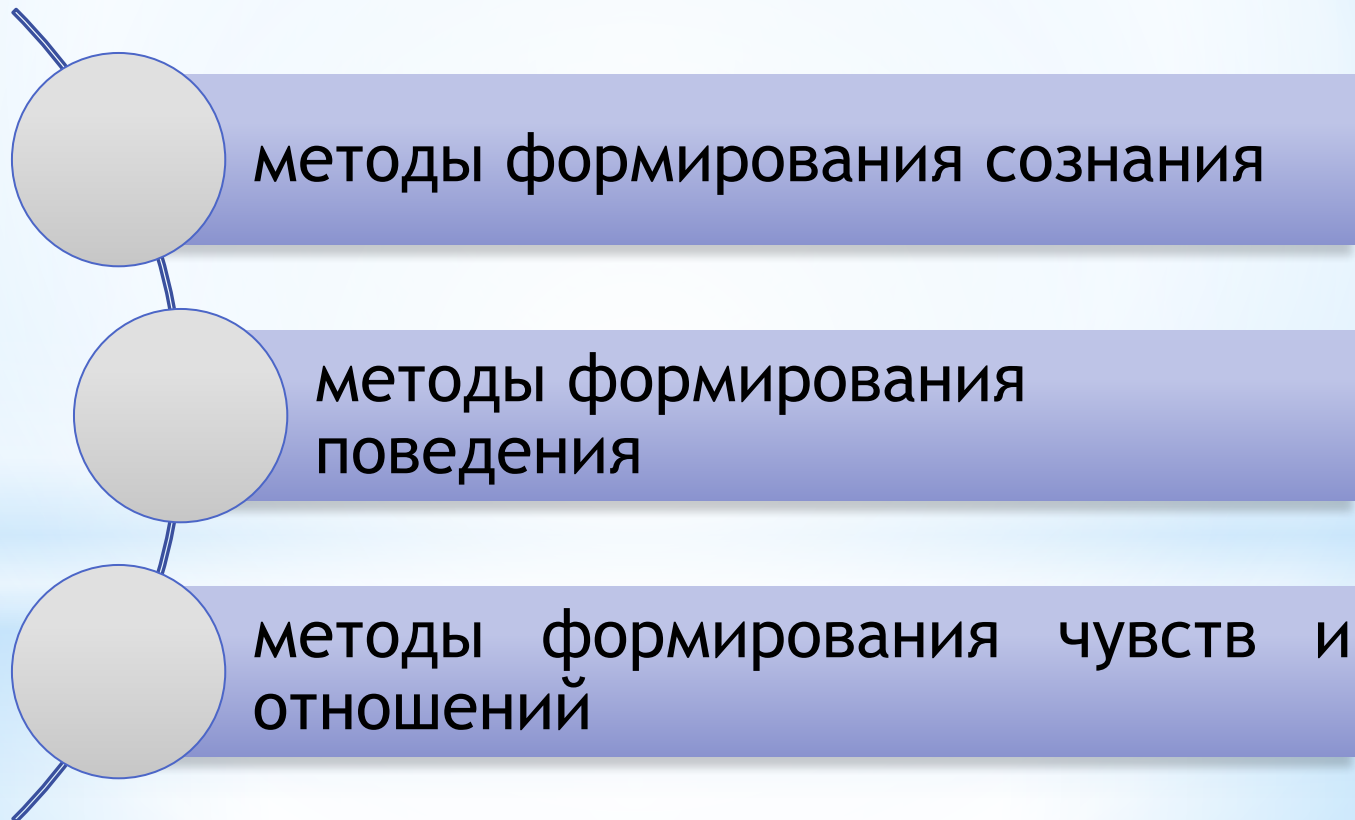 методы формирования сознания
методы формирования
поведения
методы формирования чувств и
отношений